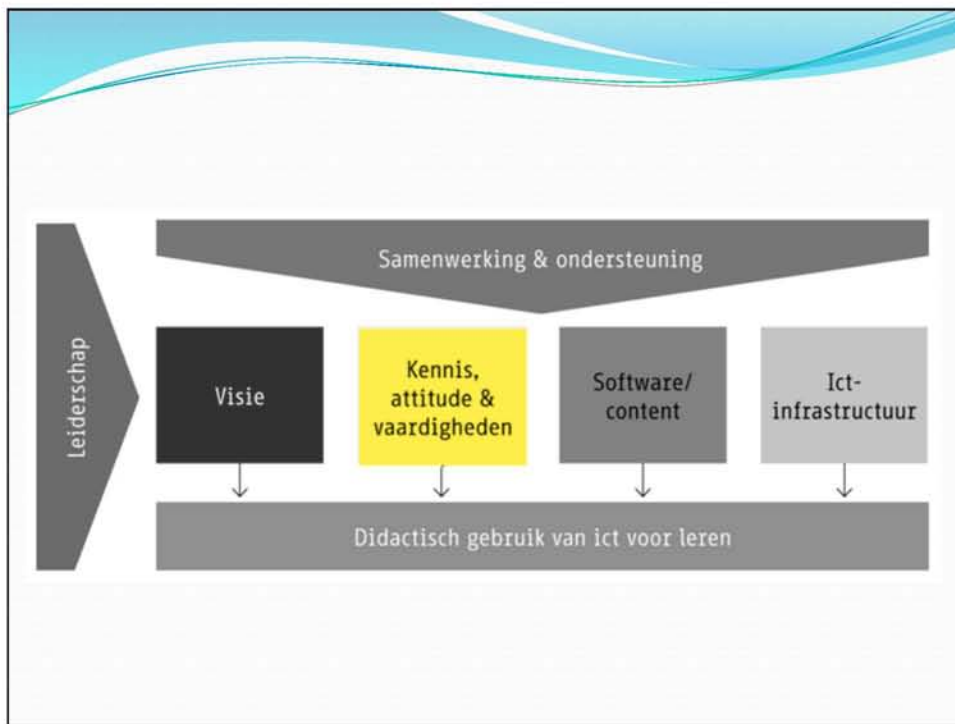 Leiderschap
Samenwerking & ondersteuning
Visie
Kennis,
attitude &
vaardigheden
Software/
content
Ict-
infrastructuur
Didactisch gebruik van ict voor leren